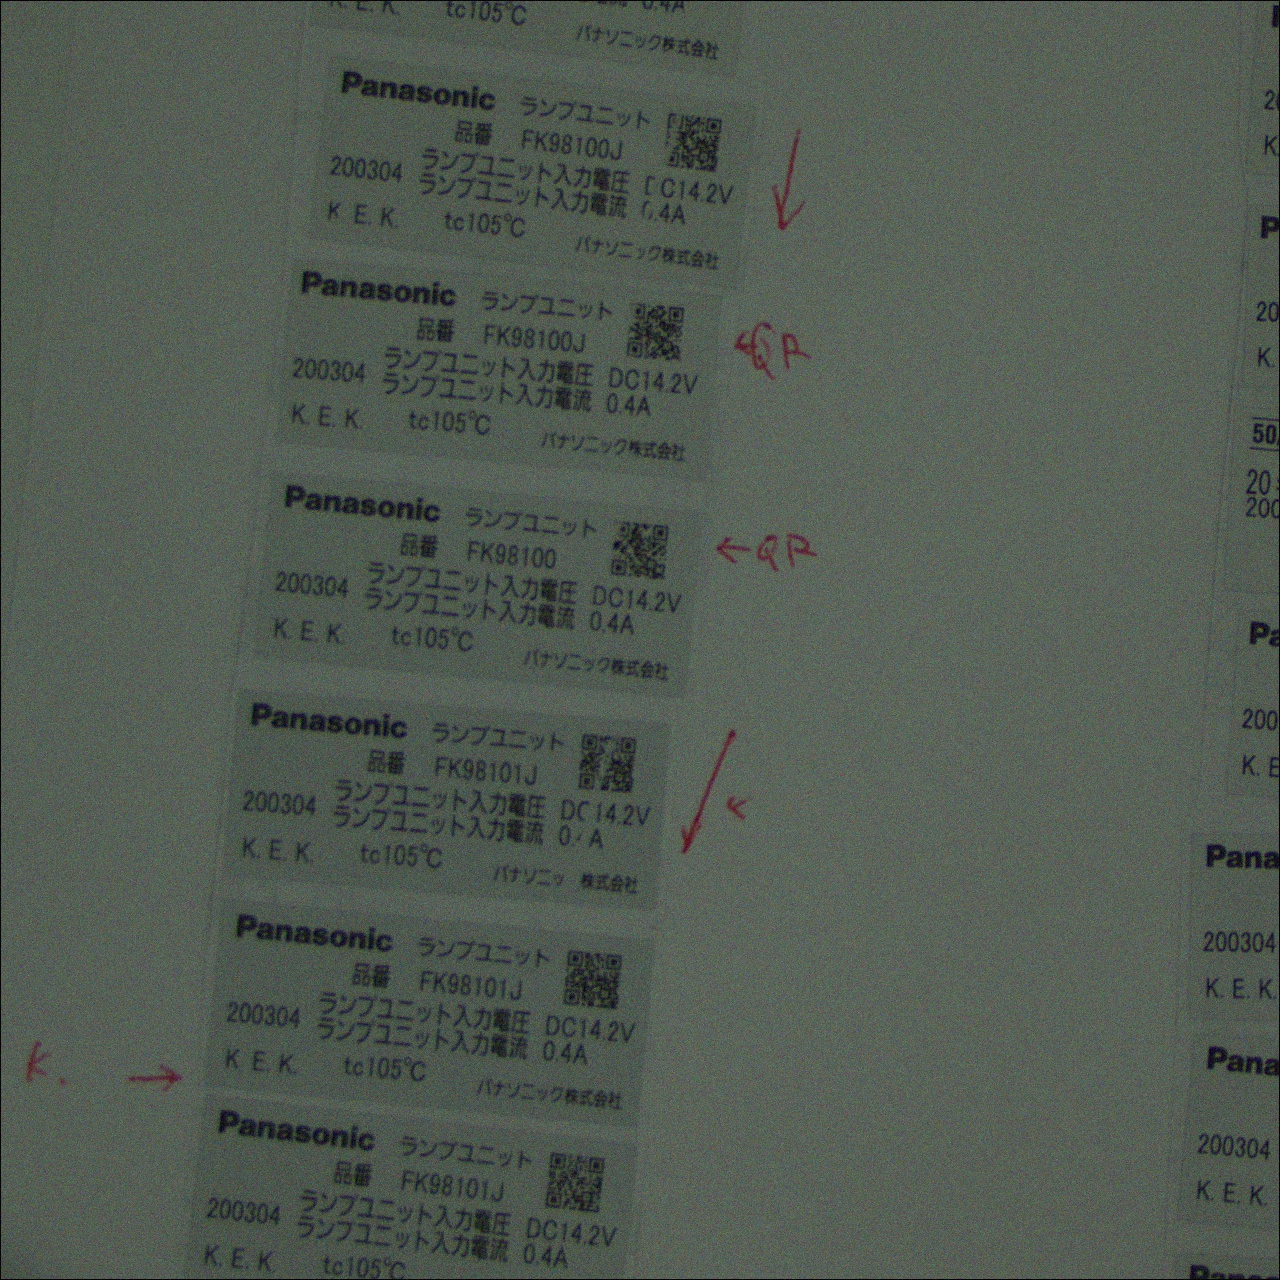 K. E. K. tc105℃ 0.4A
パナソニック株式会社
Panasonic ランプユニット
品番 FK98100J
ランプユニット入力電圧 DC14.2V
200304 ランプユニット入力電流 0.4A
K E. K. tc105℃
パナソニック株式会社
Panasonic ランプユニット
品番 FK98100J
← QR
ランプユニット入力電圧 DC14.2V
200304 ランプユニット入力電流 0.4A
K. E. K. tc105℃
パナソニック株式会社
Panasonic ランプユニット
品番 FK98100
← QR
ランプユニット入力電圧 DC14.2V
200304 ランプユニット入力電流 0.4A
K. E. K. tc105℃
パナソニック株式会社
Panasonic ランプユニット
品番 FK98101J
ランプユニット入力電圧 DC14.2V
200304 ランプユニット入力電流 0. A
K. E. K. tc105℃
パナソニッ 株式会社
Panasonic ランプユニット
品番 FK98101J
ランプユニット入力電圧 DC14.2V
200304 ランプユニット入力電流 0.4A
K E. K. tc105℃
パナソニック株式会社
K. →
Panasonic ランプユニット
品番 FK98101J
ランプユニット入力電圧 DC14.2V
200304 ランプユニット入力電流 0.4A
K. E. K. tc105℃
20
K.
P
20
K.
50
20
200
Pa
200
K. E
Pana
200304
K. E. K.
Pana
200304
K. E. K.
Pana